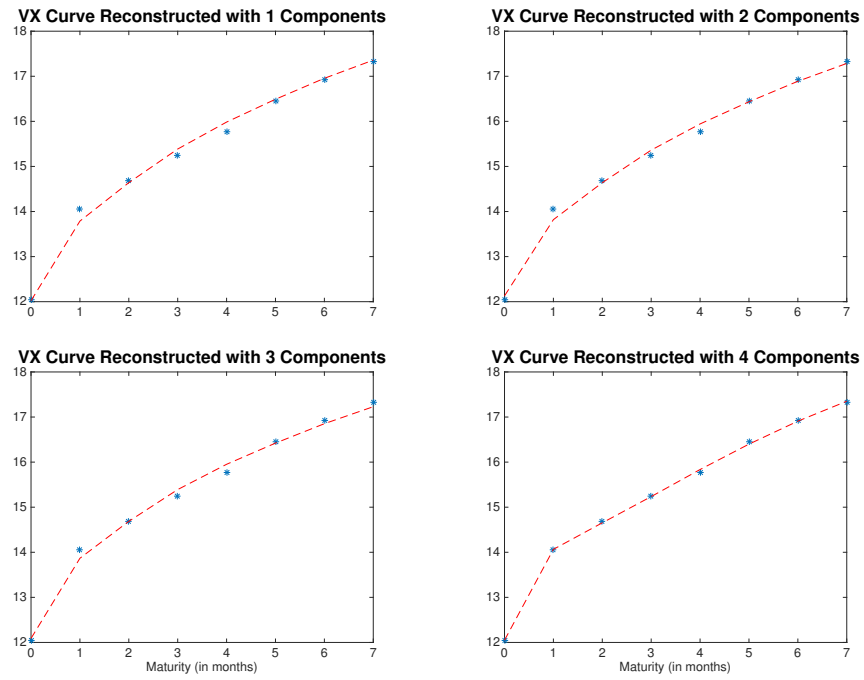 VX Curve Reconstructed with 1 Components
18
17
16
15
14
13
12
0 1 2 3 4 5 6 7
VX Curve Reconstructed with 2 Components
18
17
16
15
14
13
12
0 1 2 3 4 5 6 7
VX Curve Reconstructed with 3 Components
18
17
16
15
14
13
12
0 1 2 3 4 5 6 7
Maturity (in months)
VX Curve Reconstructed with 4 Components
18
17
16
15
14
13
12
0 1 2 3 4 5 6 7
Maturity (in months)